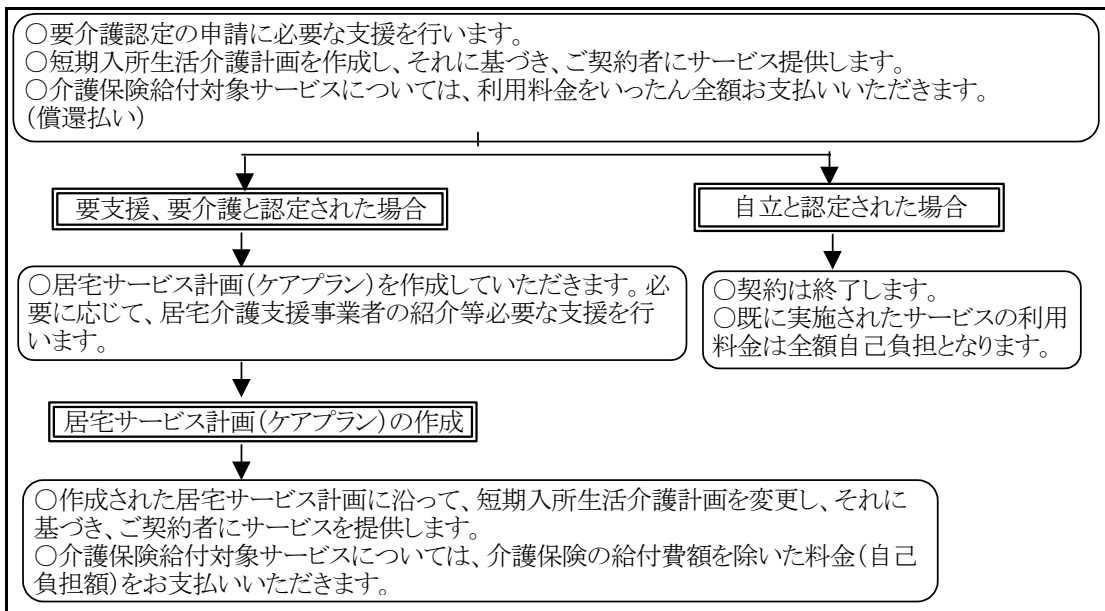 ○要介護認定の申請に必要な支援を行います。
○短期入所生活介護計画を作成し、それに基づき、ご契約者にサービス提供します。
○介護保険給付対象サービスについては、利用料金をいったん全額お支払いいただきます。
(償還払い)
要支援、要介護と認定された場合
自立と認定された場合
○居宅サービス計画(ケアプラン)を作成していただきます。必
要に応じて、居宅介護支援事業者の紹介等必要な支援を行
います。
○契約は終了します。
○既に実施されたサービスの利用
料金は全額自己負担となります。
居宅サービス計画(ケアプラン)の作成
○作成された居宅サービス計画に沿って、短期入所生活介護計画を変更し、それに
基づき、ご契約者にサービスを提供します。
○介護保険給付対象サービスについては、介護保険の給付費額を除いた料金(自己
負担額)をお支払いいただきます。